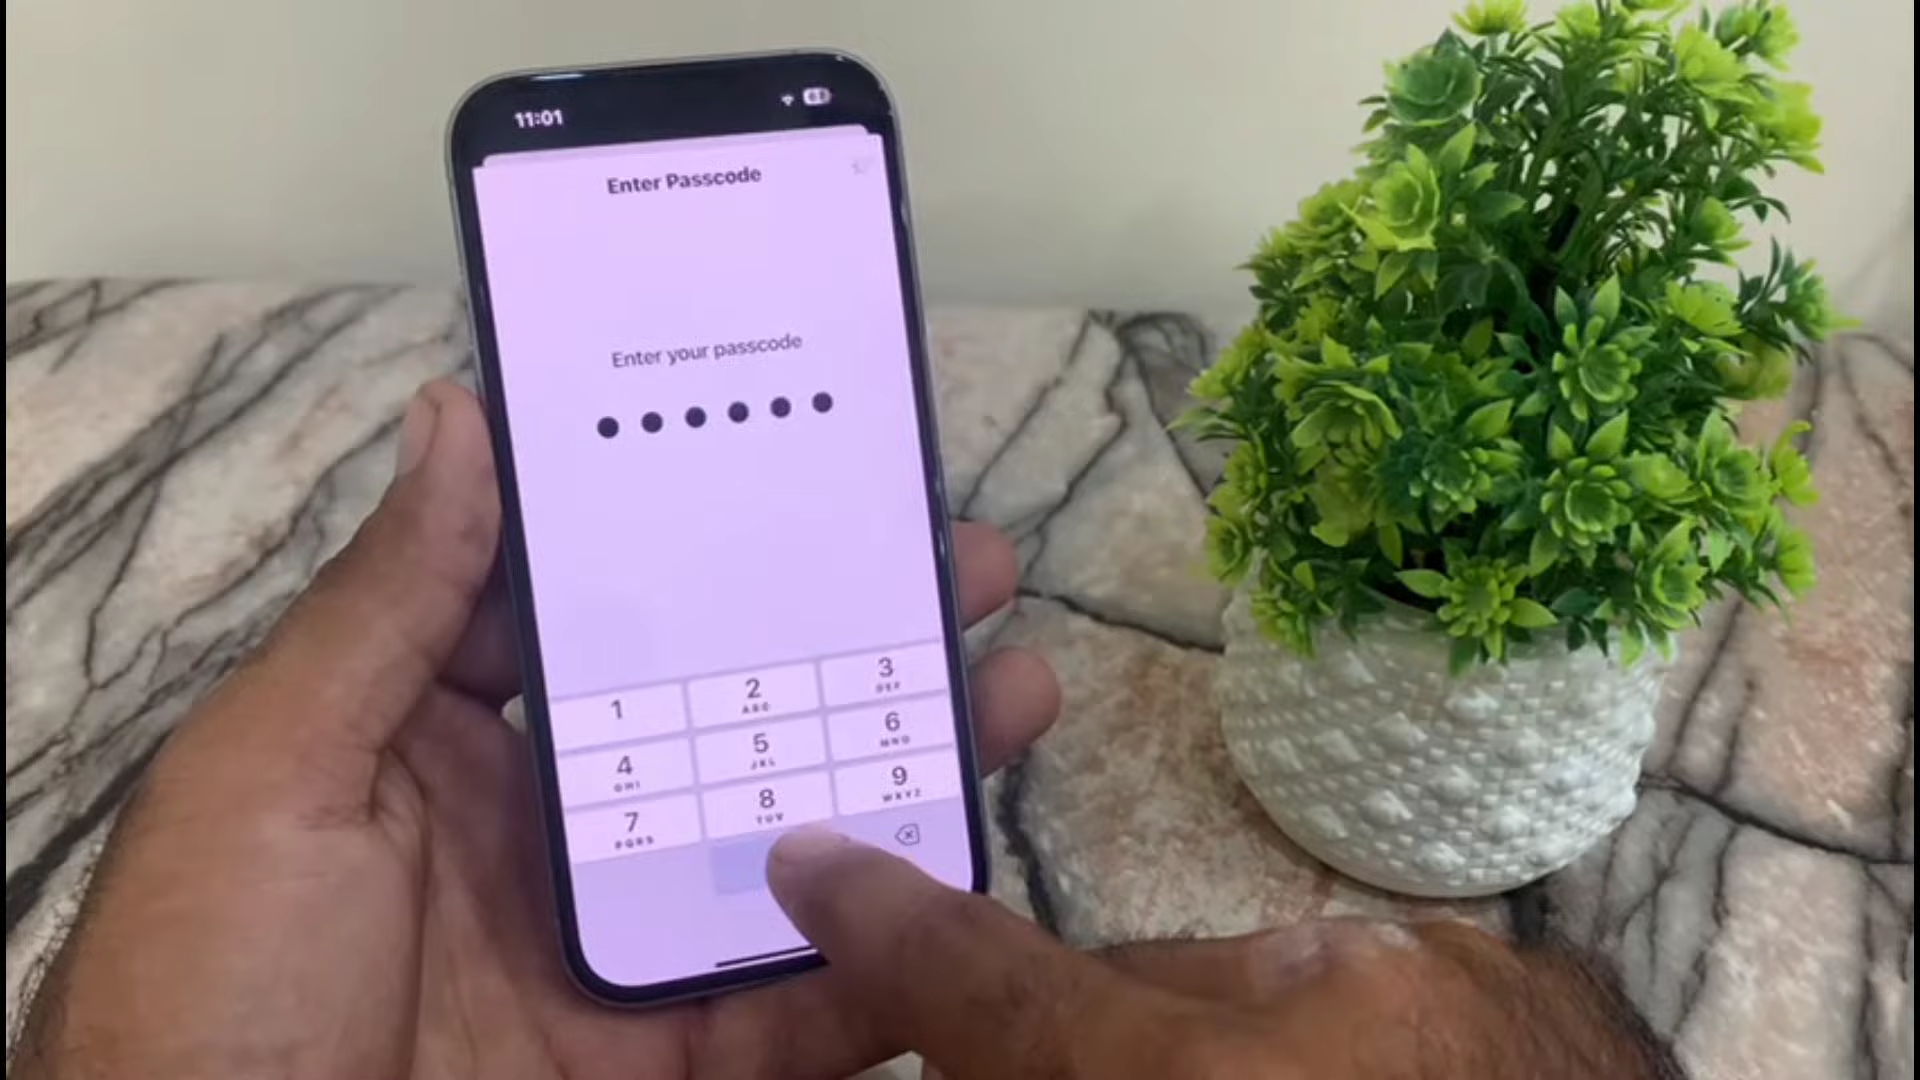 11:01
Enter Passcode
Enter your passcode
1
2
ABC
3
DEF
4
GHI
5
JKL
6
MNO
7
PQRS
8
TUV
9
WXYZ